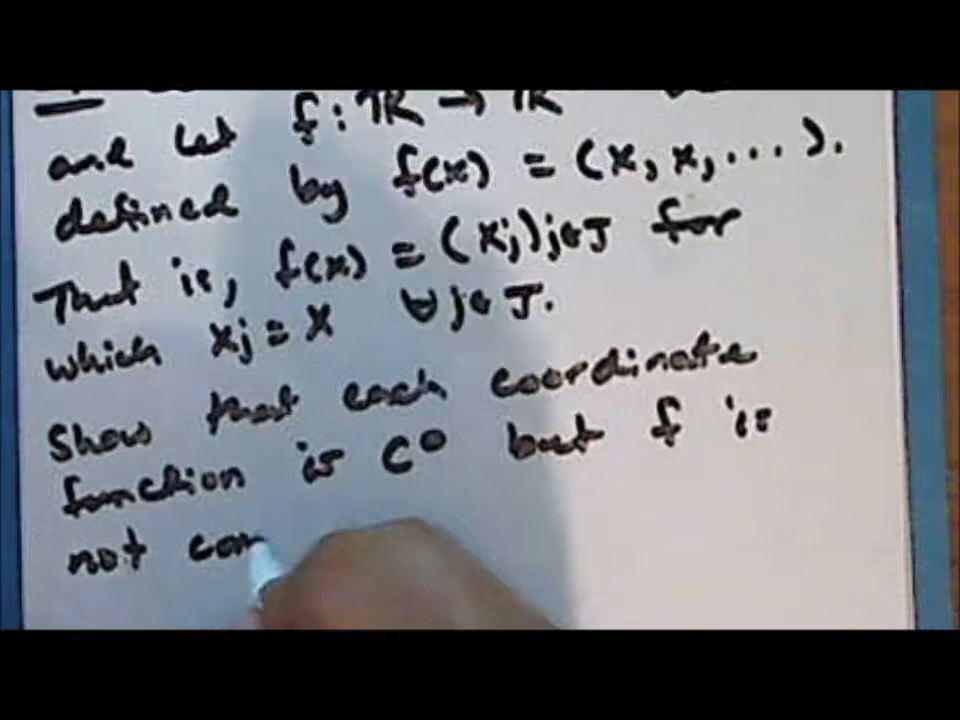 and let f : ℝ → ℝ
defined by f(x) = (x, x, ...).
That is, f(x) = (xj)j∈J for
which xj = x ∀ j ∈ J.
Show that each coordinate
function is C⁰ but f is
not con